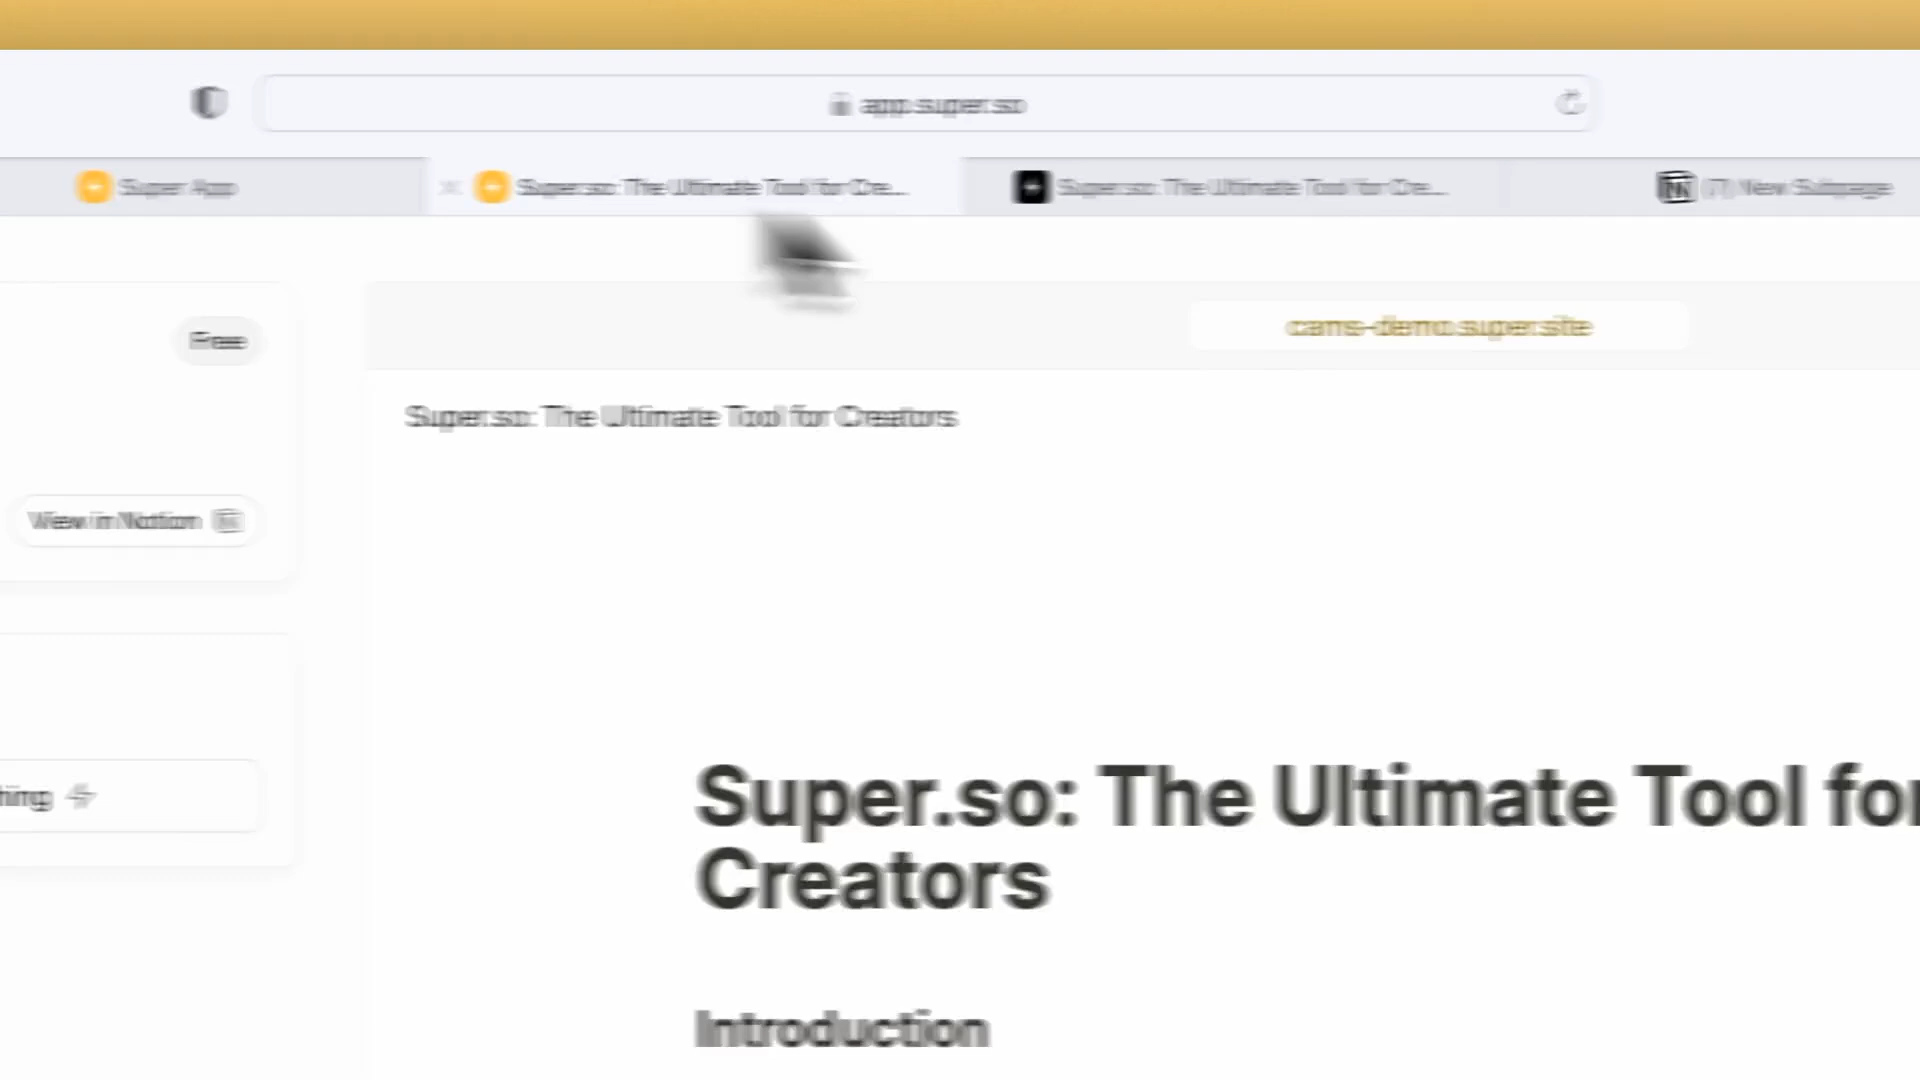 app.super.so
Super App
Super.so: The Ultimate Tool for Cre...
Super.so: The Ultimate Tool for Cre...
(7) New Subpage
Free
cams-demo.super.site
Super.so: The Ultimate Tool for Creators
View in Notion
hing
Super.so: The Ultimate Tool for
Creators
Introduction